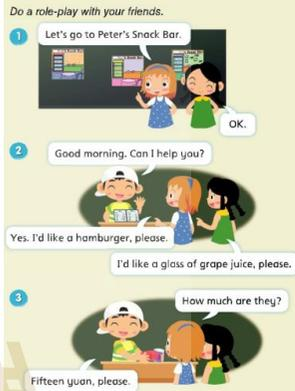 Do a role-play with your friends.
1
Let's go to Peter's Snack Bar.
OK.
2
Good morning. Can I help you?
Yes. I'd like a hamburger, please.
I'd like a glass of grape juice, please.
3
How much are they?
Fifteen yuan, please.